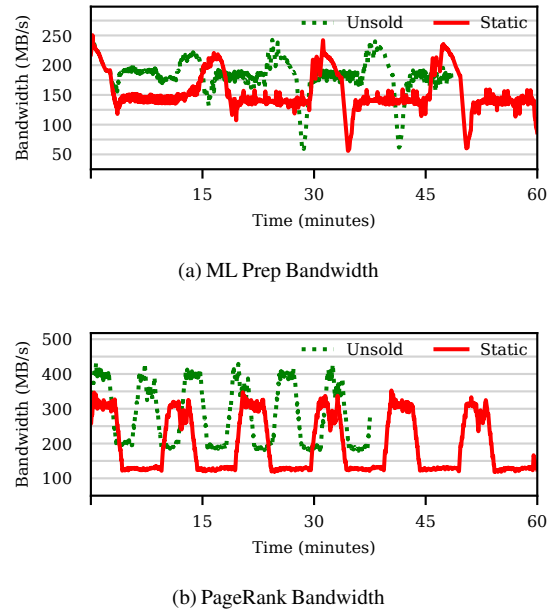 Unsold Static
250
200
150
100
50
Bandwidth (MB/s)
15 30 45 60
Time (minutes)
(a) ML Prep Bandwidth
Unsold Static
500
400
300
200
100
Bandwidth (MB/s)
15 30 45 60
Time (minutes)
(b) PageRank Bandwidth